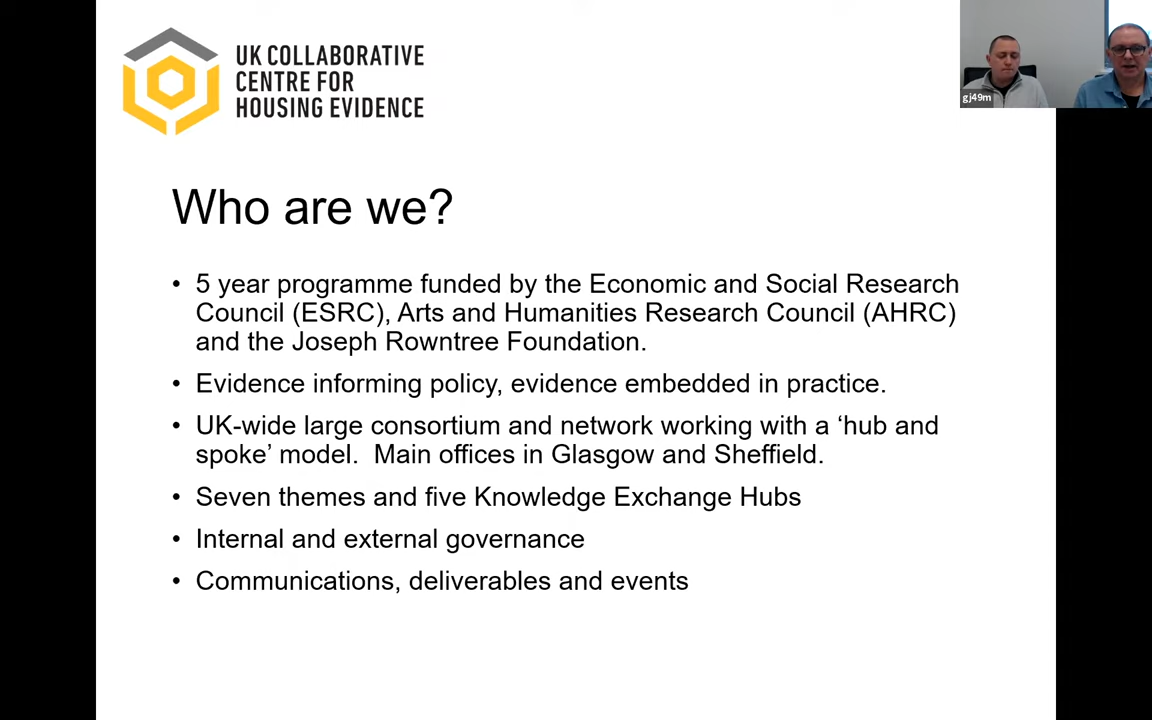 UK COLLABORATIVE
CENTRE FOR
HOUSING EVIDENCE
gj49m
Who are we?
• 5 year programme funded by the Economic and Social Research
Council (ESRC), Arts and Humanities Research Council (AHRC)
and the Joseph Rowntree Foundation.
• Evidence informing policy, evidence embedded in practice.
• UK-wide large consortium and network working with a ‘hub and
spoke’ model.  Main offices in Glasgow and Sheffield.
• Seven themes and five Knowledge Exchange Hubs
• Internal and external governance
• Communications, deliverables and events